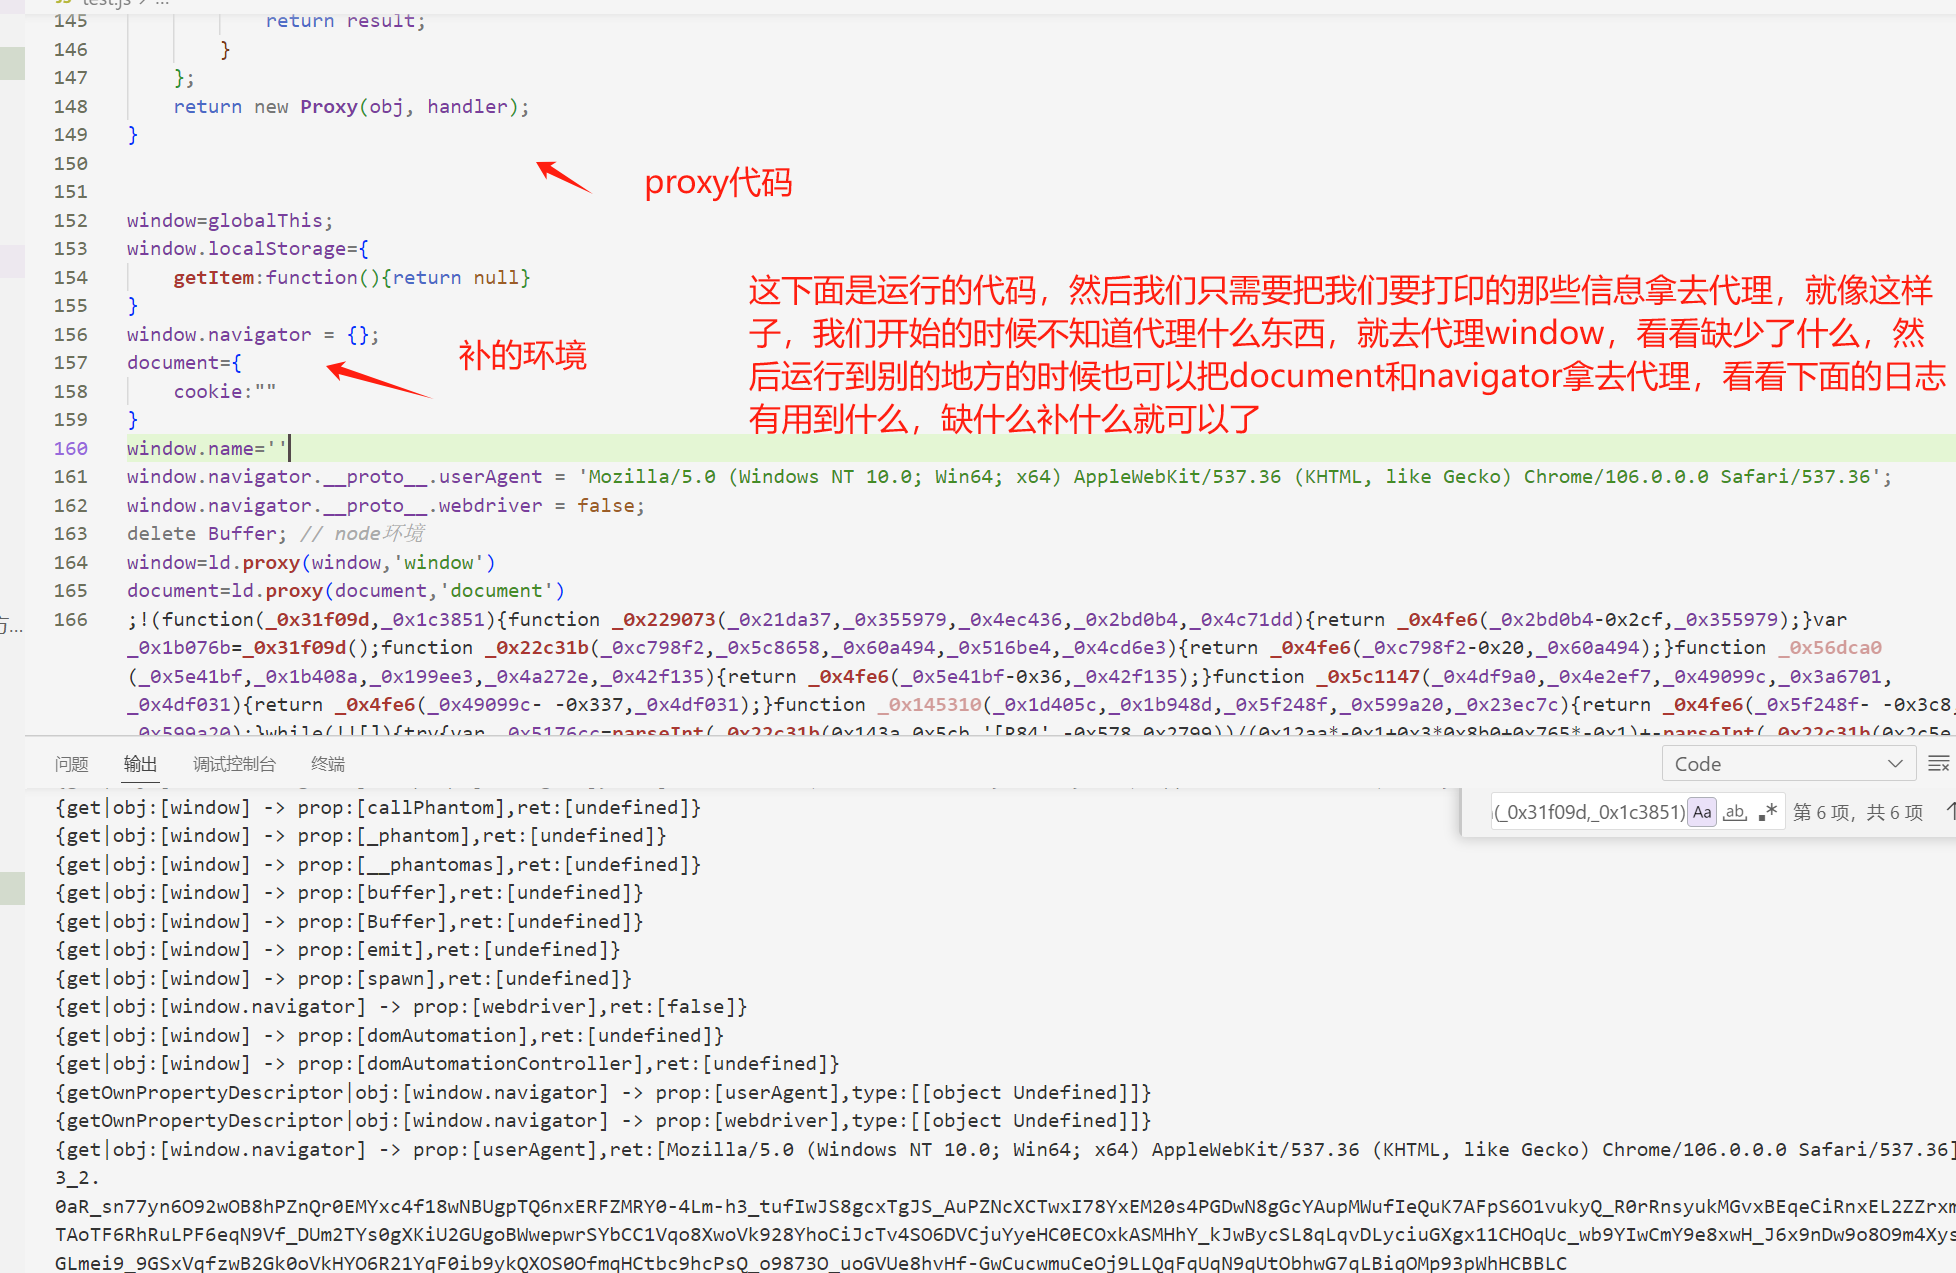 test.js > ...
145 return result;
146 }
147 };
148 return new Proxy(obj, handler);
149 }
150
proxy代码
151
152 window=globalThis;
153 window.localStorage={
154 getItem:function(){return null}
155 }
156 window.navigator = {};
157 document={
158 cookie:""
159 }
补的环境
这下面是运行的代码，然后我们只需要把我们要打印的那些信息拿去代理，就像这样
子，我们开始的时候不知道代理什么东西，就去代理window，看看缺少了什么，然
后运行到别的地方的时候也可以把document和navigator拿去代理，看看下面的日志
有用到什么，缺什么补什么就可以了
160 window.name=''
161 window.navigator.__proto__.userAgent = 'Mozilla/5.0 (Windows NT 10.0; Win64; x64) AppleWebKit/537.36 (KHTML, like Gecko) Chrome/106.0.0.0 Safari/537.36';
162 window.navigator.__proto__.webdriver = false;
163 delete Buffer; // node环境
164 window=ld.proxy(window,'window')
165 document=ld.proxy(document,'document')
166 ;!(function(_0x31f09d,_0x1c3851){function _0x229073(_0x21da37,_0x355979,_0x4ec436,_0x2bd0b4,_0x4c71dd){return _0x4fe6(_0x2bd0b4-0x2cf,_0x355979);}var
_0x1b076b=_0x31f09d();function _0x22c31b(_0xc798f2,_0x5c8658,_0x60a494,_0x516be4,_0x4cd6e3){return _0x4fe6(_0xc798f2-0x20,_0x60a494);}function _0x56dca0
(_0x5e41bf,_0x1b408a,_0x199ee3,_0x4a272e,_0x42f135){return _0x4fe6(_0x5e41bf-0x36,_0x42f135);}function _0x5c1147(_0x4df9a0,_0x4e2ef7,_0x49099c,_0x3a6701,
_0x4df031){return _0x4fe6(_0x49099c- -0x337,_0x4df031);}function _0x145310(_0x1d405c,_0x1b948d,_0x5f248f,_0x599a20,_0x23ec7c){return _0x4fe6(_0x5f248f- -0x3c8,
方...
问题 输出 调试控制台 终端
Code
(_0x31f09d,_0x1c3851) Aa ab .* 第 6 项，共 6 项
{get|obj:[window] -> prop:[callPhantom],ret:[undefined]}
{get|obj:[window] -> prop:[_phantom],ret:[undefined]}
{get|obj:[window] -> prop:[__phantomas],ret:[undefined]}
{get|obj:[window] -> prop:[buffer],ret:[undefined]}
{get|obj:[window] -> prop:[Buffer],ret:[undefined]}
{get|obj:[window] -> prop:[emit],ret:[undefined]}
{get|obj:[window] -> prop:[spawn],ret:[undefined]}
{get|obj:[window.navigator] -> prop:[webdriver],ret:[false]}
{get|obj:[window] -> prop:[domAutomation],ret:[undefined]}
{get|obj:[window] -> prop:[domAutomationController],ret:[undefined]}
{getOwnPropertyDescriptor|obj:[window.navigator] -> prop:[userAgent],type:[[object Undefined]]}
{getOwnPropertyDescriptor|obj:[window.navigator] -> prop:[webdriver],type:[[object Undefined]]}
{get|obj:[window.navigator] -> prop:[userAgent],ret:[Mozilla/5.0 (Windows NT 10.0; Win64; x64) AppleWebKit/537.36 (KHTML, like Gecko) Chrome/106.0.0.0 Safari/537.36]
3_2.
0aR_sn77yn6O92wOB8hPZnQr0EMYxc4f18wNBUgpTQ6nxERFZMRY0-4Lm-h3_tufIwJS8gcxTgJS_AuPZNcXCTwxI78YxEM20s4PGDwN8gGcYAupMWufIeQuK7AFpS6O1vukyQ_R0rRnsyukMGvxBEqeCiRnxEL2ZZrxm
TAoTF6RhRuLPF6eqN9Vf_DUm2TYs0gXKiU2GUgoBWwepwrSYbCC1Vqo8XwoVk928YhoCiJcTv4SO6DVCjuYyeHC0ECOxkASMHhY_kJwBycSL8qLqvDLyciuGXgx11CHOqUc_wb9YIwCmY9e8xwH_J6x9nDw9o8O9m4Xys
GLmei9_9GSxVqfzwB2Gk0oVkHYO6R21YqF0ib9ykQXOS0OfmqHCtbc9hcPsQ_o9873O_uoGVUe8hvHf-GwCucwmuCeOj9LLQqFqUqN9qUtObhwG7qLBiqOMp93pWhHCBBLC